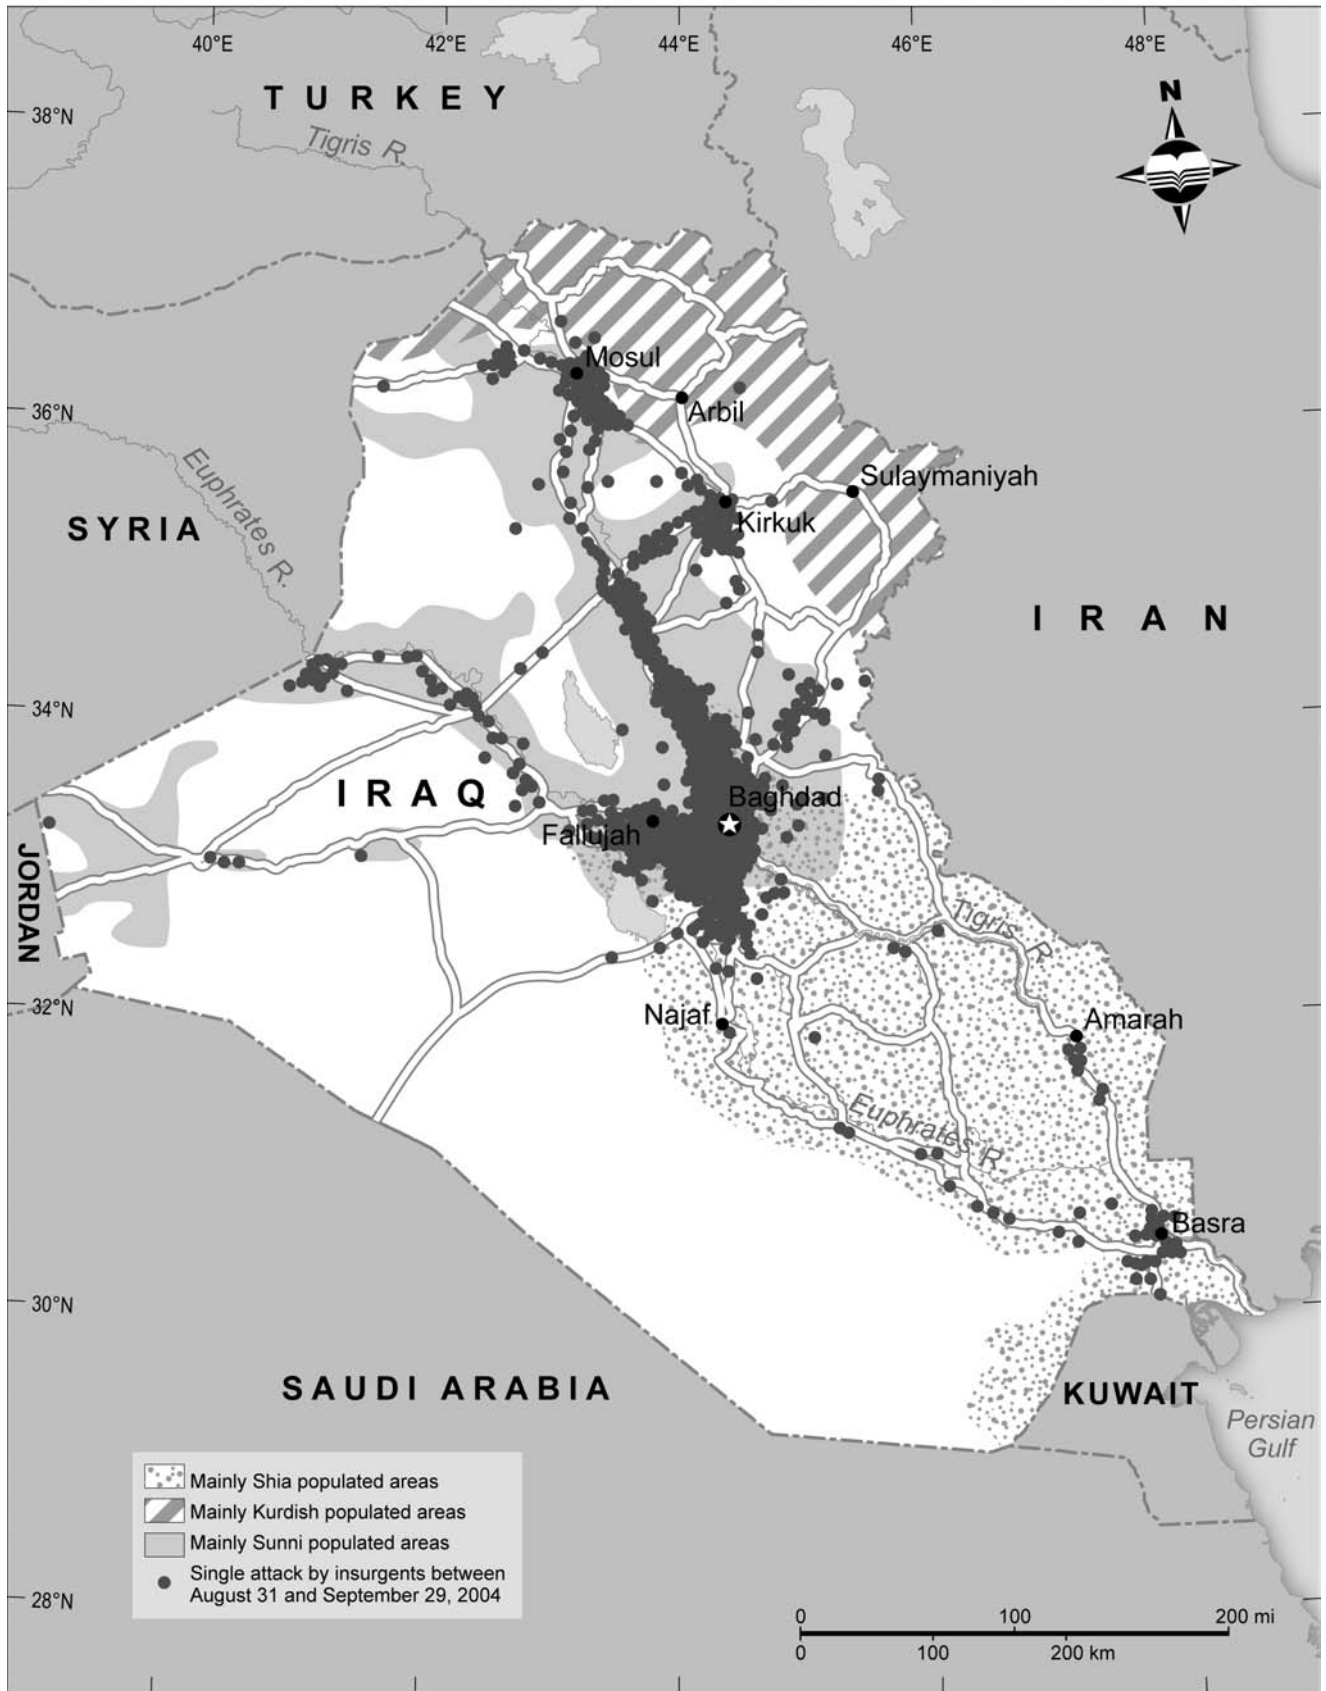 40°E 42°E 44°E 46°E 48°E
N
TURKEY
38°N
Tigris R.
Mosul
Arbil
36°N
Sulaymaniyah
Euphrates R.
SYRIA
Kirkuk
IRAN
34°N
IRAQ
Baghdad
Fallujah
JORDAN
Tigris R.
32°N
Najaf
Amarah
Euphrates R.
Basra
30°N
SAUDI ARABIA
KUWAIT
Persian
Gulf
Mainly Shia populated areas
Mainly Kurdish populated areas
Mainly Sunni populated areas
Single attack by insurgents between
August 31 and September 29, 2004
28°N
0 100 200 mi
0 100 200 km